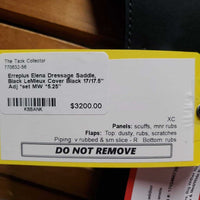 The Tack Collector
770632-56
Erreplus Elena Dressage Saddle,
Black LeMieux Cover Black 17/17.5"
Adj *set MW *5.25"
$3200.00
KBBANK
XC
Panels: scuffs, mnr rubs
Flaps: Top: dusty, rubs, scratches
Piping: v rubbed & sm slice - R Bottom: rubs
DO NOT REMOVE